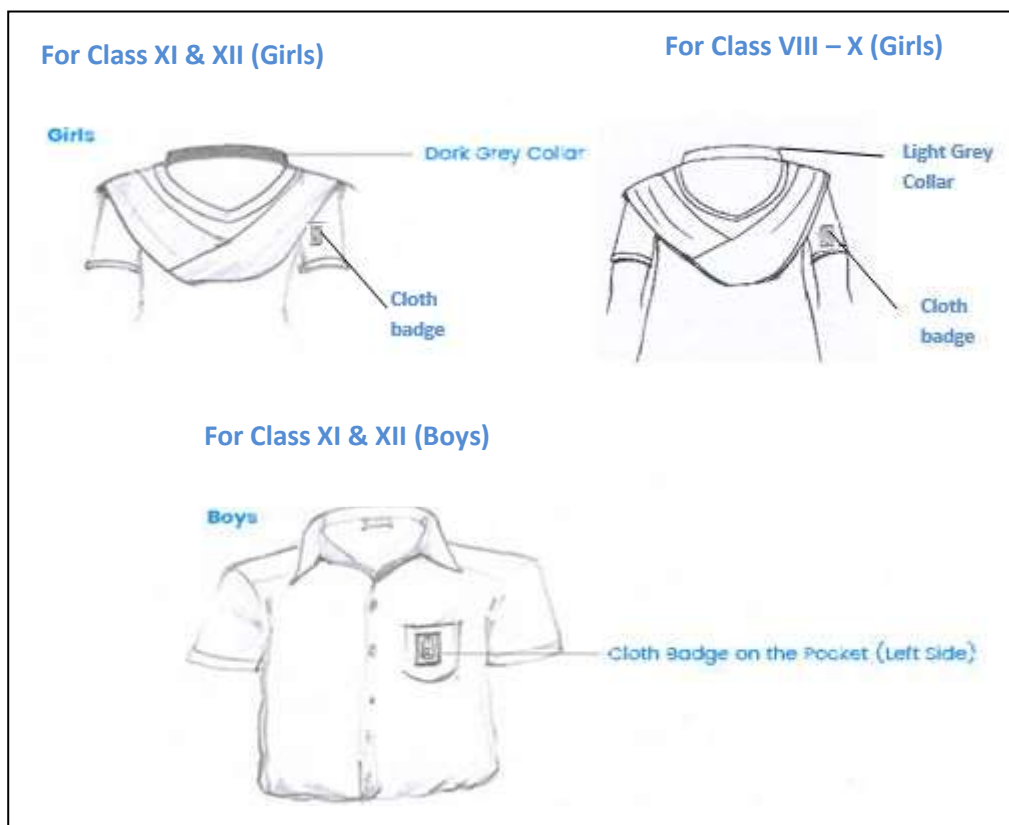 For Class XI & XII (Girls)
For Class VIII – X (Girls)
Girls
Dark Grey Collar
Light Grey
Collar
Cloth
badge
Cloth
badge
For Class XI & XII (Boys)
Boys
Cloth Badge on the Pocket (Left Side)